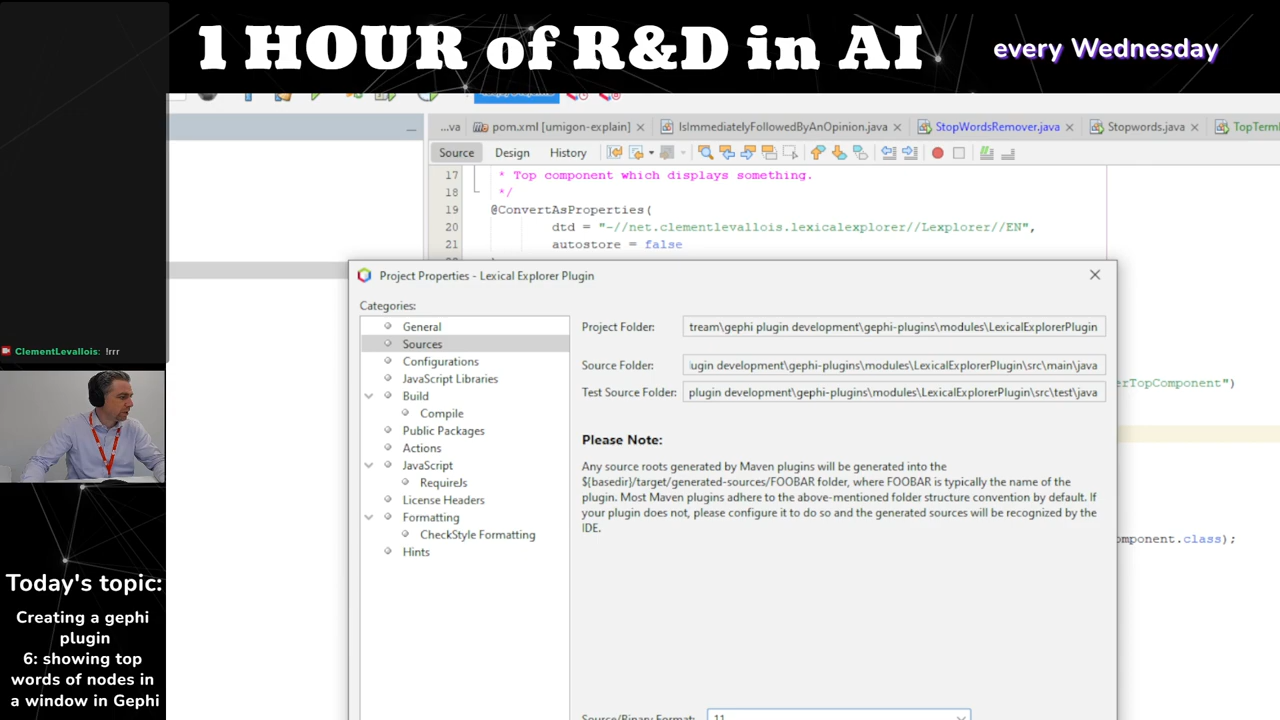 1 HOUR of R&D in AI
every Wednesday
...va
pom.xml [umigon-explain]
IsImmediatelyFollowedByAnOpinion.java
StopWordsRemover.java
Stopwords.java
Source
Design
History
17 * Top component which displays something.
18 */
19 @ConvertAsProperties(
20 dtd = "-//net.clementlevallois.lexicalexplorer//Lexplorer//EN",
21 autostore = false
Project Properties - Lexical Explorer Plugin
Categories:
General
Sources
Configurations
JavaScript Libraries
Build
Compile
Public Packages
Actions
JavaScript
RequireJs
License Headers
Formatting
CheckStyle Formatting
Hints
Project Folder: tream\gephi plugin development\gephi-plugins\modules\LexicalExplorerPlugin
Source Folder: ugin development\gephi-plugins\modules\LexicalExplorerPlugin\src\main\java
Test Source Folder: plugin development\gephi-plugins\modules\LexicalExplorerPlugin\src\test\java
Please Note:
Any source roots generated by Maven plugins will be generated into the
${basedir}/target/generated-sources/FOOBAR folder, where FOOBAR is typically the name of the
plugin. Most Maven plugins adhere to the above-mentioned folder structure convention by default. If
your plugin does not, please configure it to do so and the generated sources will be recognized by the
IDE.
Source/Binary Format: 11
erTopComponent")
omponent.class);
ClementLevallois: !rrr
Today's topic:
Creating a gephi
plugin
6: showing top
words of nodes in
a window in Gephi